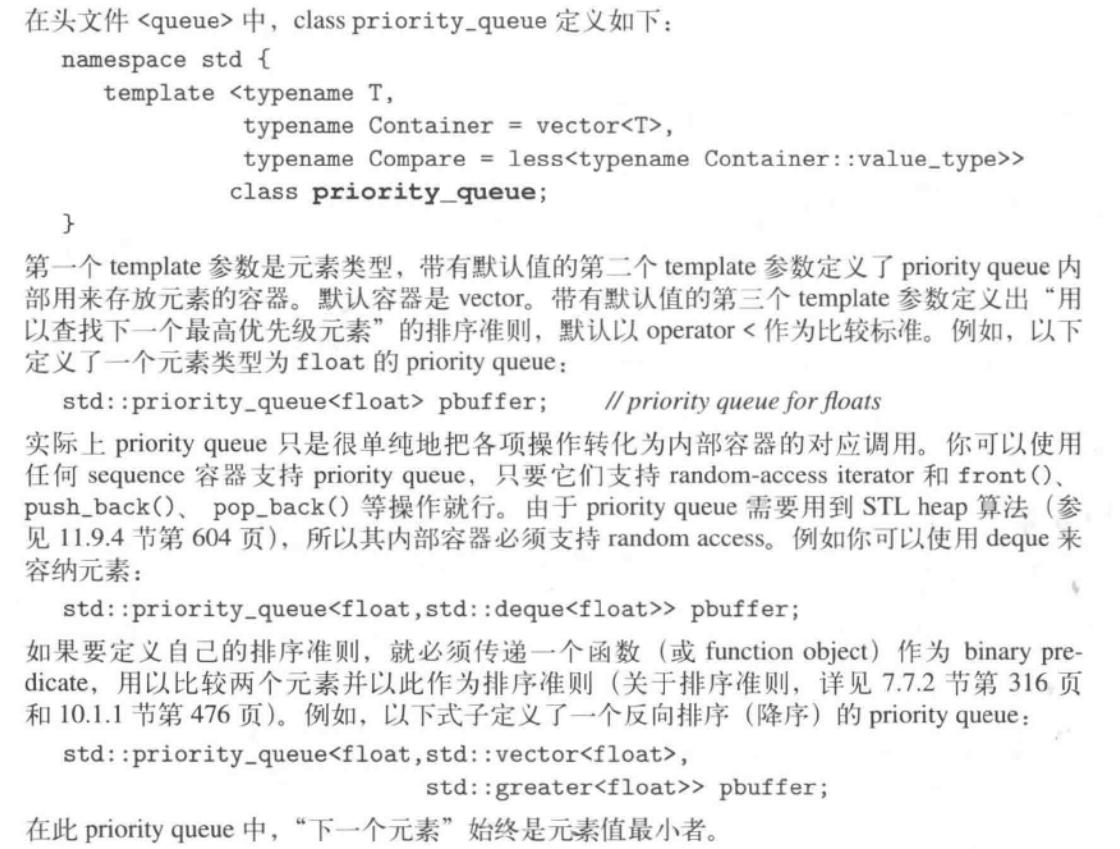 在头文件 <queue> 中，class priority_queue 定义如下：
namespace std {
template <typename T,
typename Container = vector<T>,
typename Compare = less<typename Container::value_type>>
class priority_queue;
}
第一个 template 参数是元素类型，带有默认值的第二个 template 参数定义了 priority queue 内
部用来存放元素的容器。默认容器是 vector。带有默认值的第三个 template 参数定义出“用
以查找下一个最高优先级元素”的排序准则，默认以 operator < 作为比较标准。例如，以下
定义了一个元素类型为 float 的 priority queue：
std::priority_queue<float> pbuffer; // priority queue for floats
实际上 priority queue 只是很单纯地把各项操作转化为内部容器的对应调用。你可以使用
任何 sequence 容器支持 priority queue，只要它们支持 random-access iterator 和 front()、
push_back()、 pop_back() 等操作就行。由于 priority queue 需要用到 STL heap 算法（参
见 11.9.4 节第 604 页），所以其内部容器必须支持 random access。例如你可以使用 deque 来
容纳元素：
std::priority_queue<float,std::deque<float>> pbuffer;
如果要定义自己的排序准则，就必须传递一个函数（或 function object）作为 binary pre-
dicate，用以比较两个元素并以此作为排序准则（关于排序准则，详见 7.7.2 节第 316 页
和 10.1.1 节第 476 页）。例如，以下式子定义了一个反向排序（降序）的 priority queue：
std::priority_queue<float,std::vector<float>,
std::greater<float>> pbuffer;
在此 priority queue 中，“下一个元素”始终是元素值最小者。